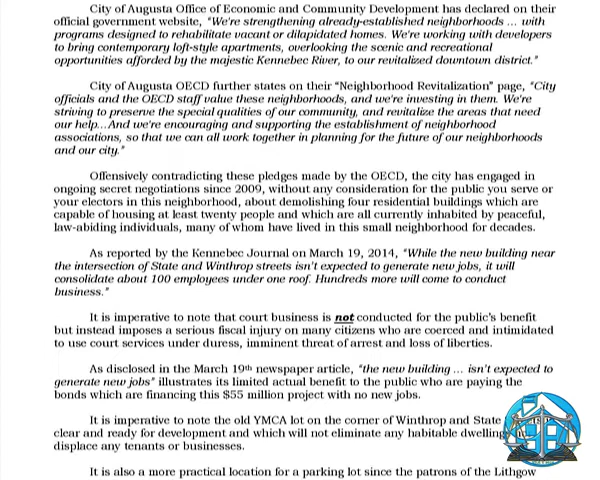 City of Augusta Office of Economic and Community Development has declared on their
official government website, "We're strengthening already-established neighborhoods ... with
programs designed to rehabilitate vacant or dilapidated homes. We're working with developers
to bring contemporary loft-style apartments, overlooking the scenic and recreational
opportunities afforded by the majestic Kennebec River, to our revitalized downtown district."
City of Augusta OECD further states on their "Neighborhood Revitalization" page, "City
officials and the OECD staff value these neighborhoods, and we're investing in them. We're
striving to preserve the special qualities of our community, and revitalize the areas that need
our help...And we're encouraging and supporting the establishment of neighborhood
associations, so that we can all work together in planning for the future of our neighborhoods
and our city."
Offensively contradicting these pledges made by the OECD, the city has engaged in
ongoing secret negotiations since 2009, without any consideration for the public you serve or
your electors in this neighborhood, about demolishing four residential buildings which are
capable of housing at least twenty people and which are all currently inhabited by peaceful,
law-abiding individuals, many of whom have lived in this small neighborhood for decades.
As reported by the Kennebec Journal on March 19, 2014, "While the new building near
the intersection of State and Winthrop streets isn't expected to generate new jobs, it will
consolidate about 100 employees under one roof. Hundreds more will come to conduct
business."
It is imperative to note that court business is not conducted for the public's benefit
but instead imposes a serious fiscal injury on many citizens who are coerced and intimidated
to use court services under duress, imminent threat of arrest and loss of liberties.
As disclosed in the March 19th newspaper article, "the new building ... isn't expected to
generate new jobs" illustrates its limited actual benefit to the public who are paying the
bonds which are financing this $55 million project with no new jobs.
It is imperative to note the old YMCA lot on the corner of Winthrop and State
clear and ready for development and which will not eliminate any habitable dwelling
displace any tenants or businesses.
It is also a more practical location for a parking lot since the patrons of the Lithgow